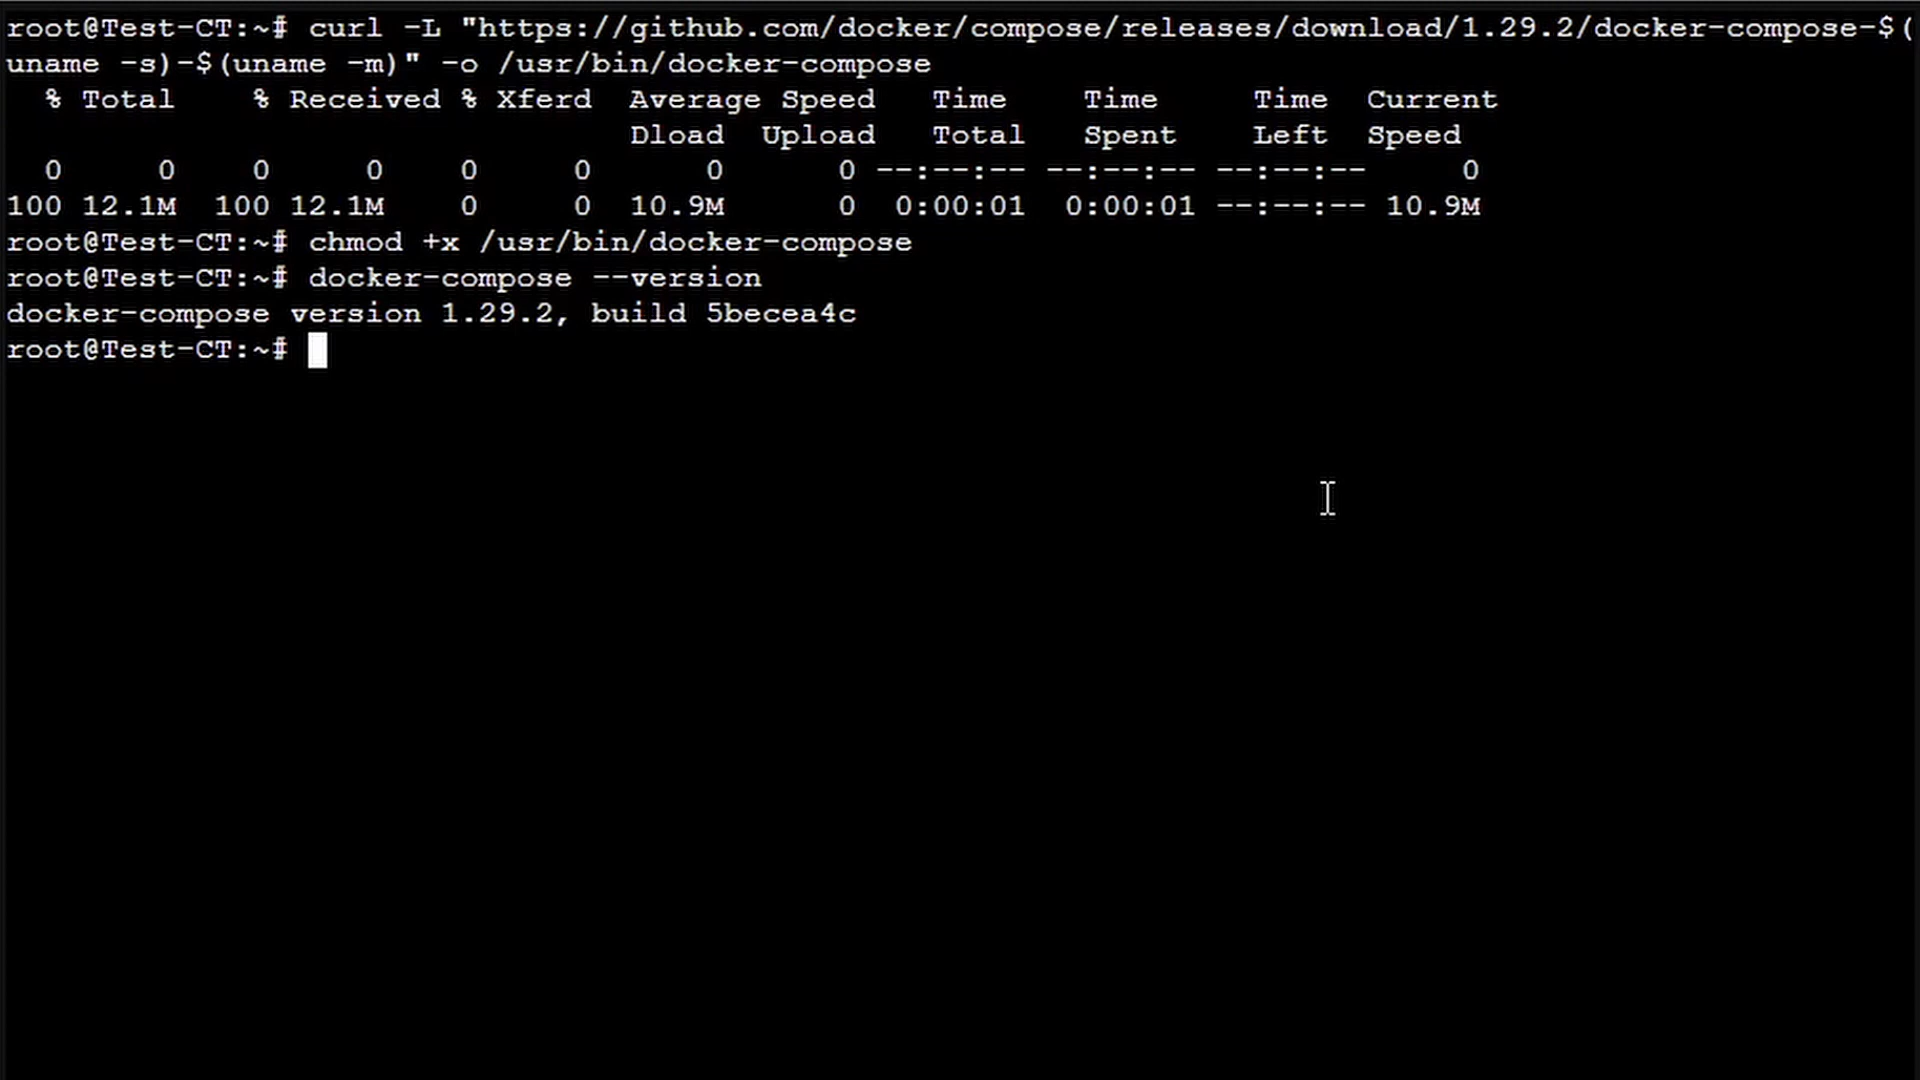 root@Test-CT:~# curl -L "https://github.com/docker/compose/releases/download/1.29.2/docker-compose-$(
uname -s)-$(uname -m)" -o /usr/bin/docker-compose
  % Total    % Received % Xferd  Average Speed   Time    Time     Time  Current
                                 Dload  Upload   Total   Spent    Left  Speed
  0     0    0     0    0     0      0      0 --:--:-- --:--:-- --:--:--     0
100 12.1M  100 12.1M    0     0  10.9M      0  0:00:01  0:00:01 --:--:-- 10.9M
root@Test-CT:~# chmod +x /usr/bin/docker-compose
root@Test-CT:~# docker-compose --version
docker-compose version 1.29.2, build 5becea4c
root@Test-CT:~#